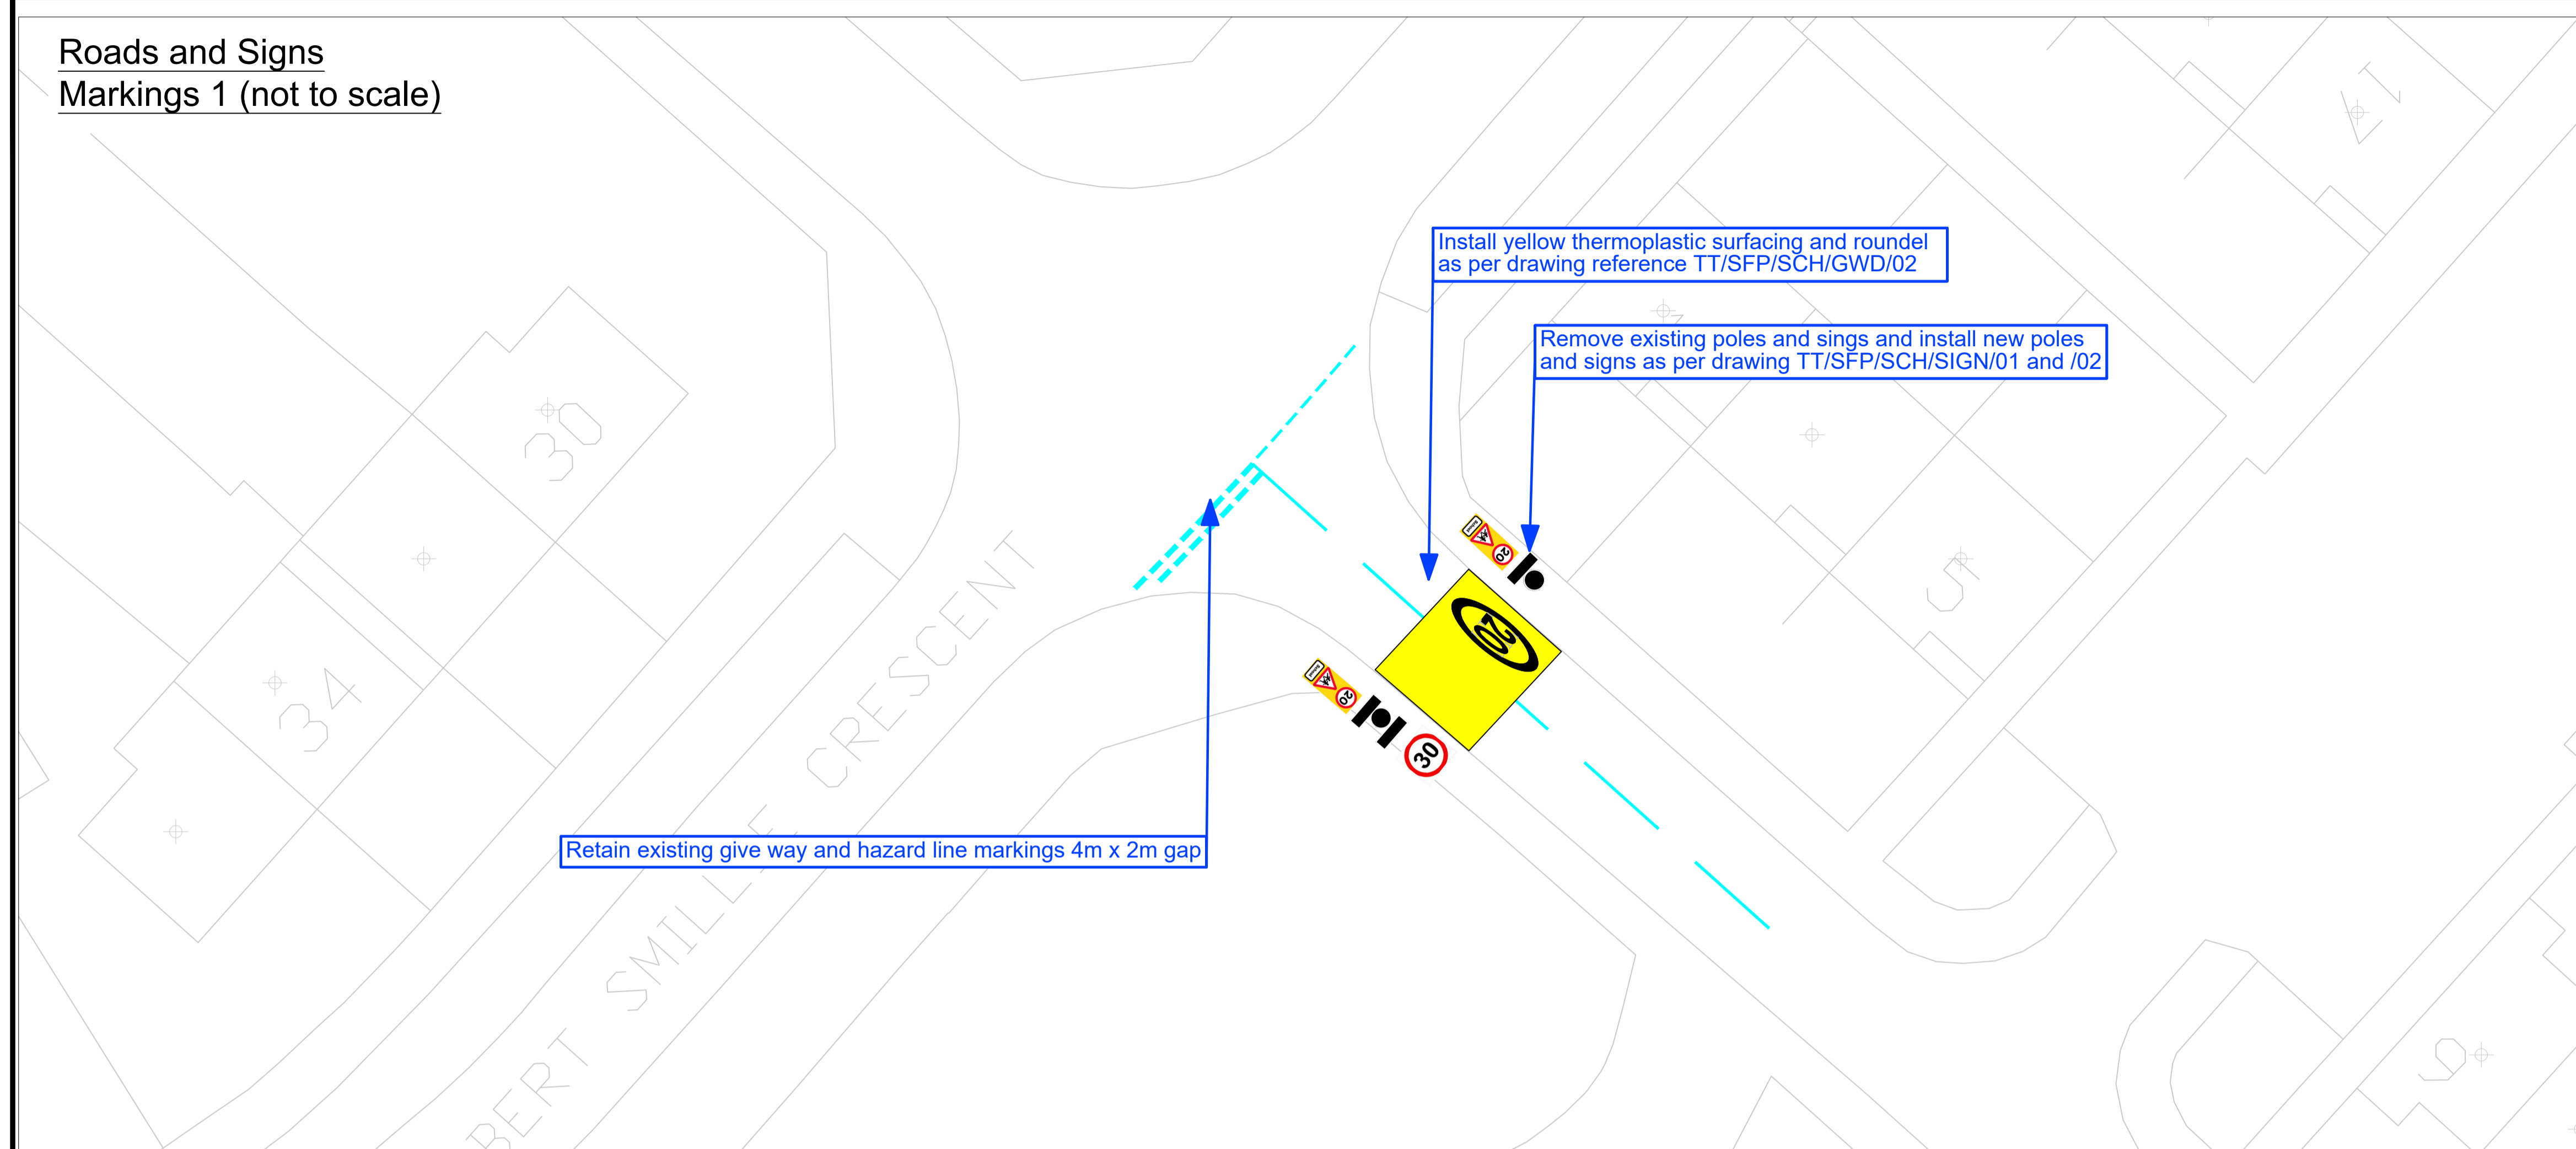 Roads and Signs
Markings 1 (not to scale)
Install yellow thermoplastic surfacing and roundel
as per drawing reference TT/SFP/SCH/GWD/02
Remove existing poles and sings and install new poles
and signs as per drawing TT/SFP/SCH/SIGN/01 and /02
Retain existing give way and hazard line markings 4m x 2m gap
30
34
BERT SMILLIE CRESCENT
20
20
20
30
5
9